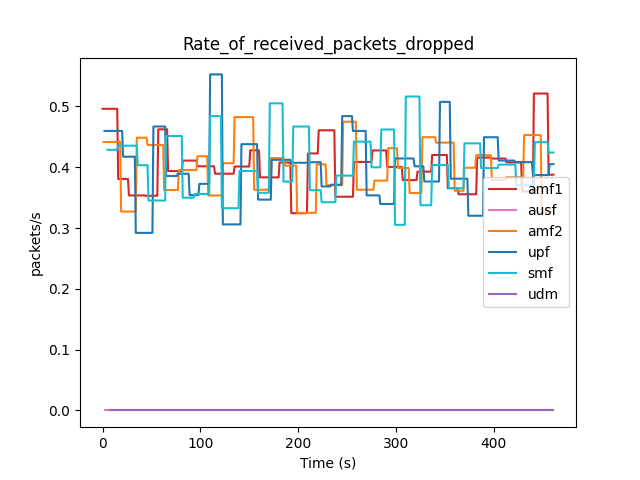 Rate_of_received_packets_dropped
packets/s
0.5
0.4
0.3
0.2
0.1
0.0
amf1
ausf
amf2
upf
smf
udm
0 100 200 300 400
Time (s)